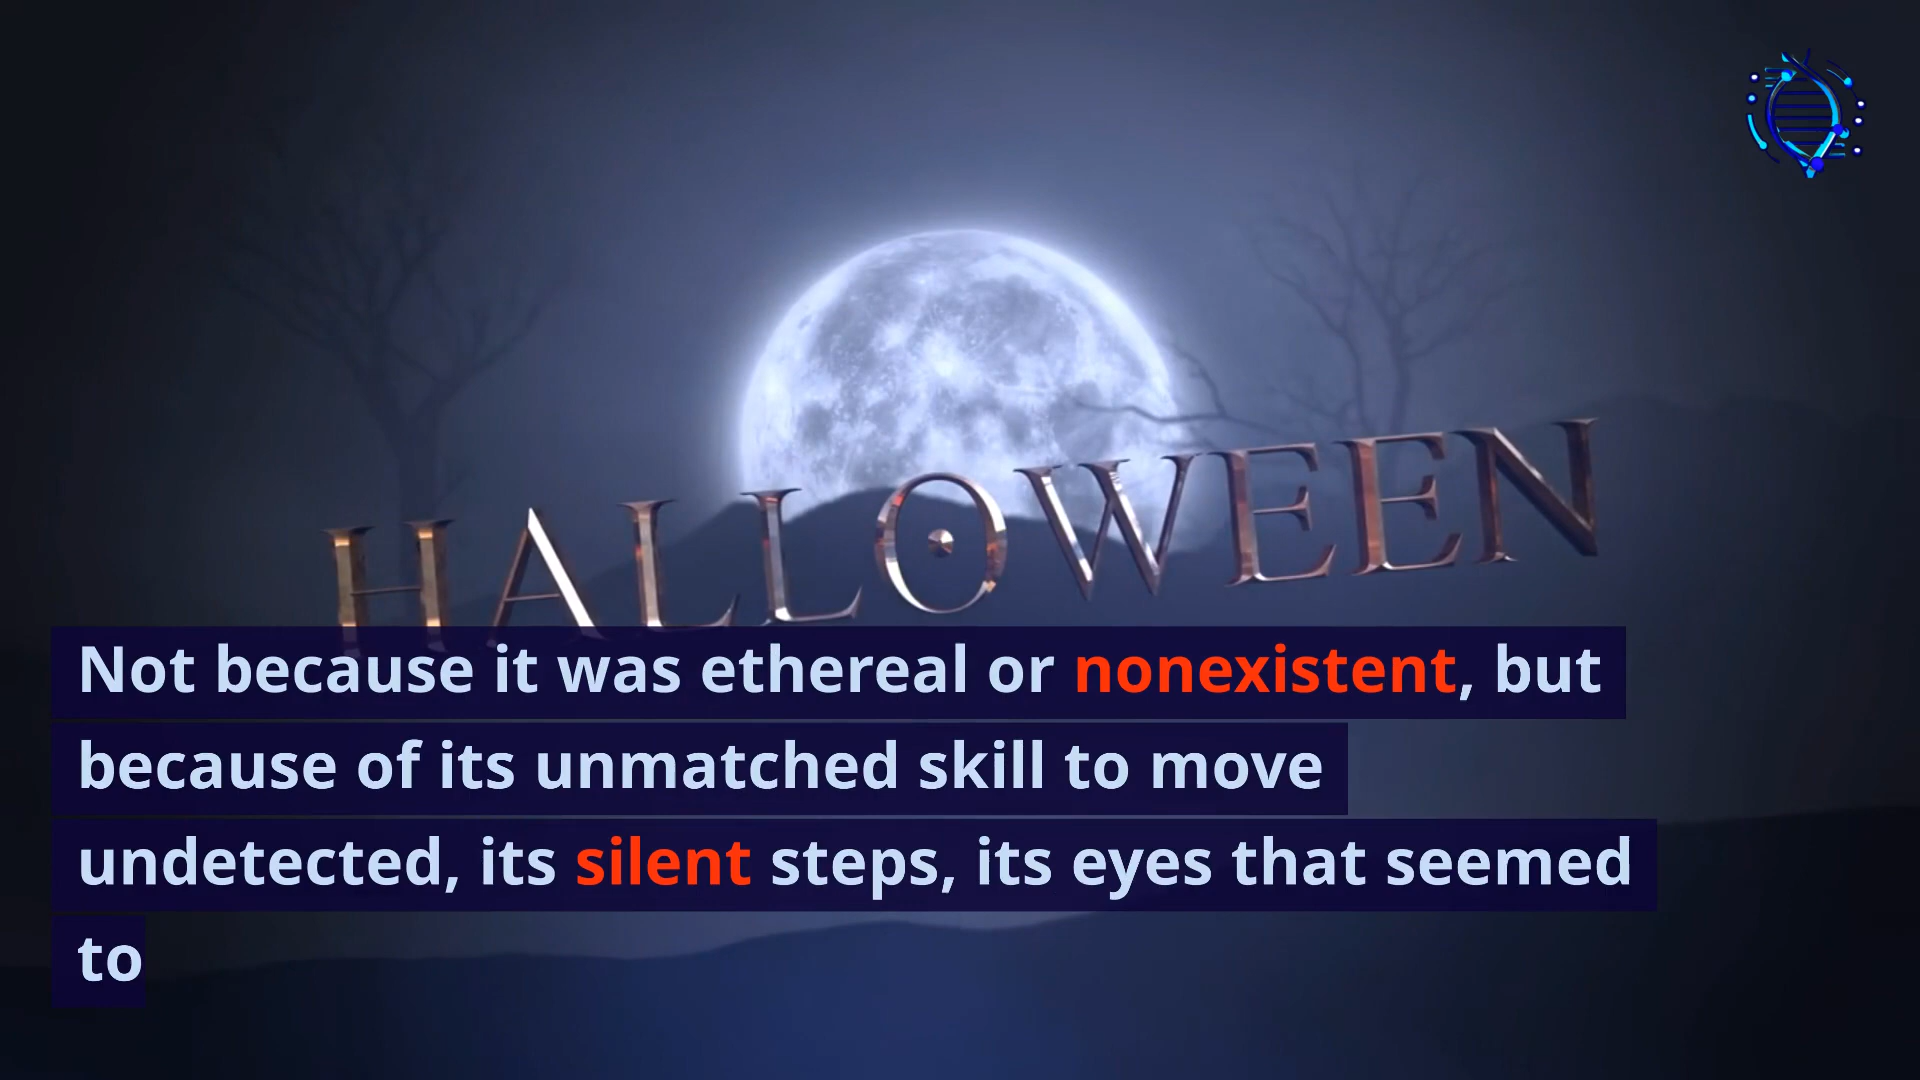 HALLOWEEN
Not because it was ethereal or nonexistent, but
because of its unmatched skill to move
undetected, its silent steps, its eyes that seemed
to